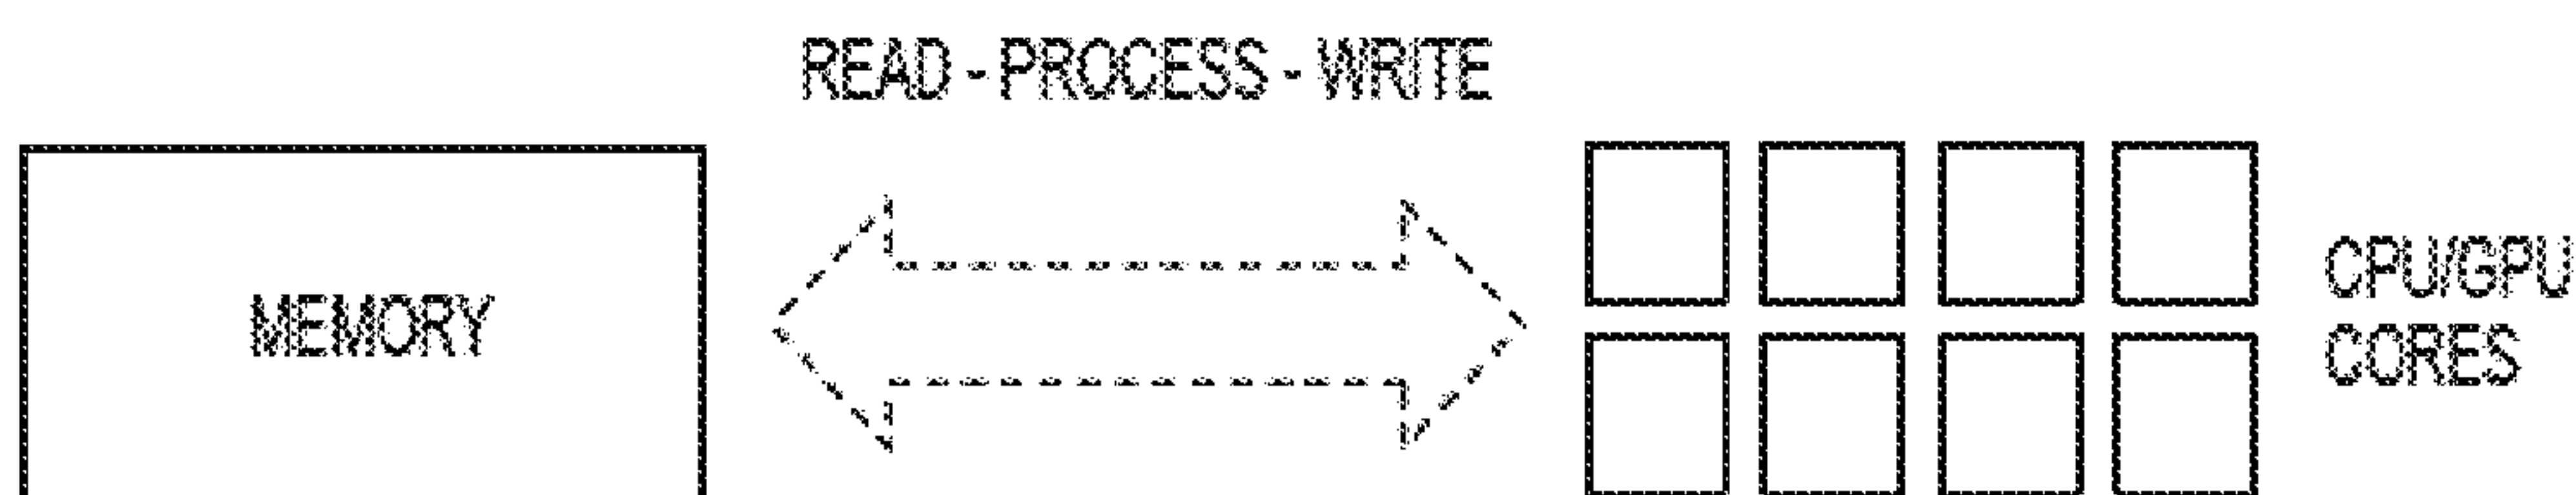 READ - PROCESS - WRITE
MEMORY
CPU/GPU
CORES